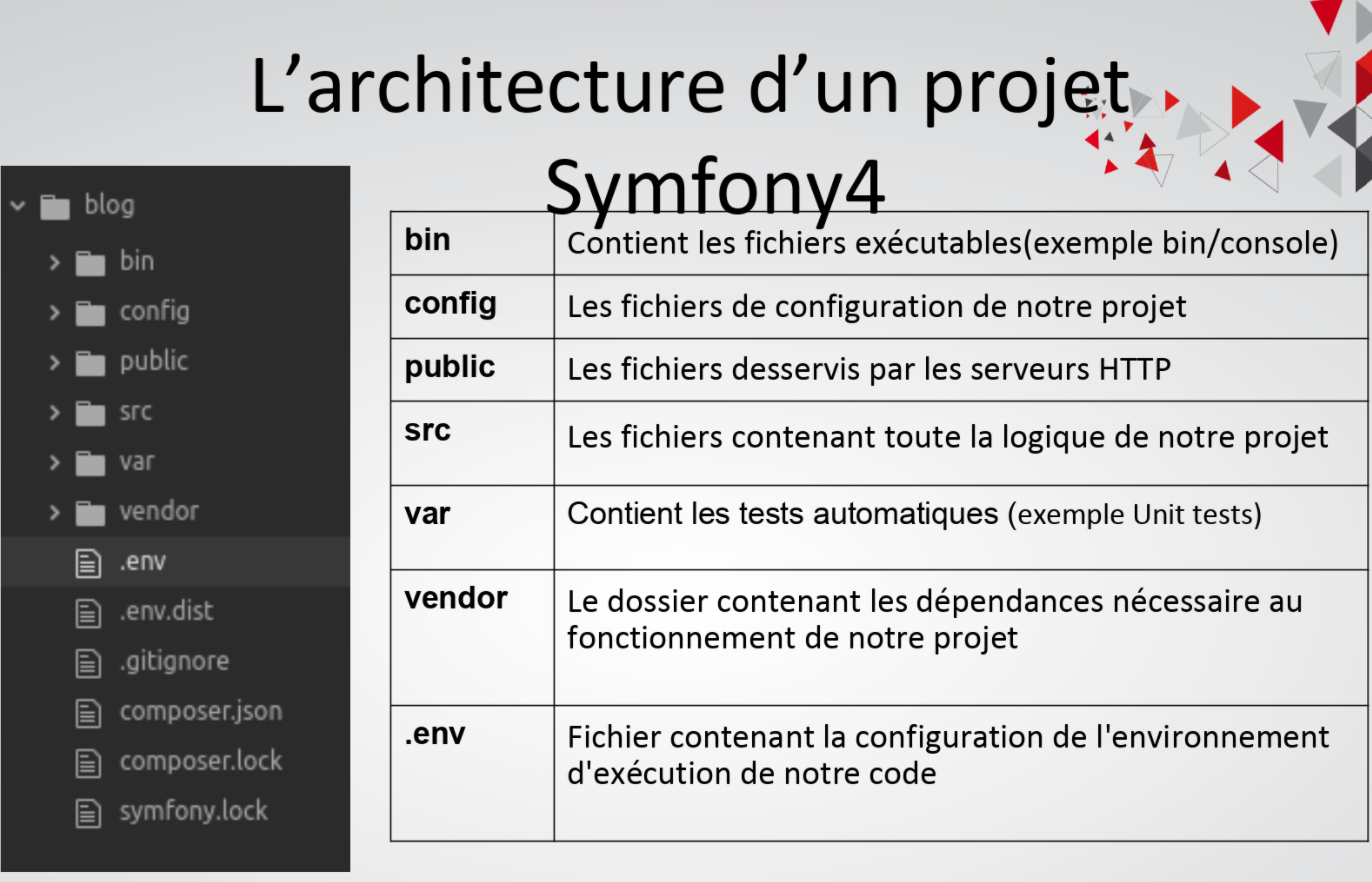 L’architecture d’un projet
Symfony4
blog
bin
config
public
src
var
vendor
.env
.env.dist
.gitignore
composer.json
composer.lock
symfony.lock
bin
Contient les fichiers exécutables(exemple bin/console)
config
Les fichiers de configuration de notre projet
public
Les fichiers desservis par les serveurs HTTP
src
Les fichiers contenant toute la logique de notre projet
var
Contient les tests automatiques (exemple Unit tests)
vendor
Le dossier contenant les dépendances nécessaire au
fonctionnement de notre projet
.env
Fichier contenant la configuration de l'environnement
d'exécution de notre code